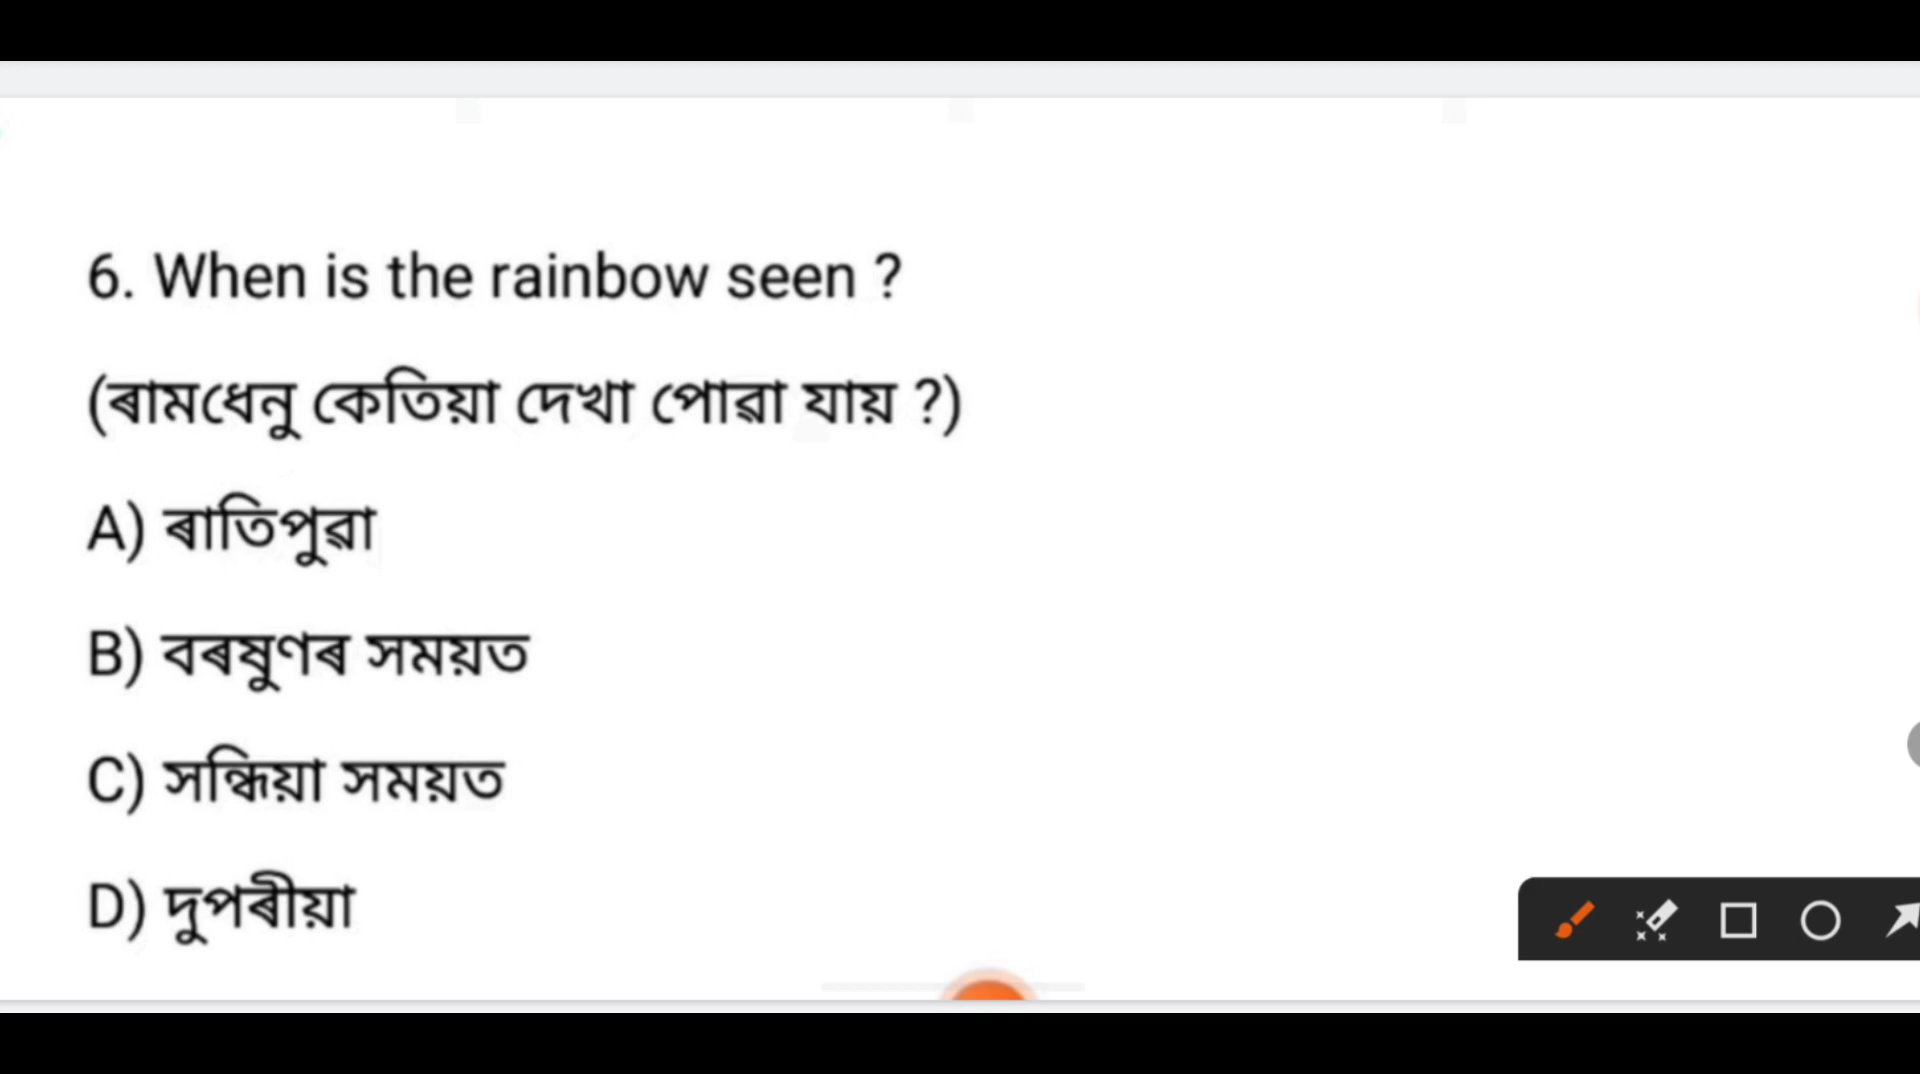 6. When is the rainbow seen ?
(ৰামধেনু কেতিয়া দেখা পোৱা যায় ?)
A) ৰাতিপুৱা
B) বৰষুণৰ সময়ত
C) সন্ধিয়া সময়ত
D) দুপৰীয়া